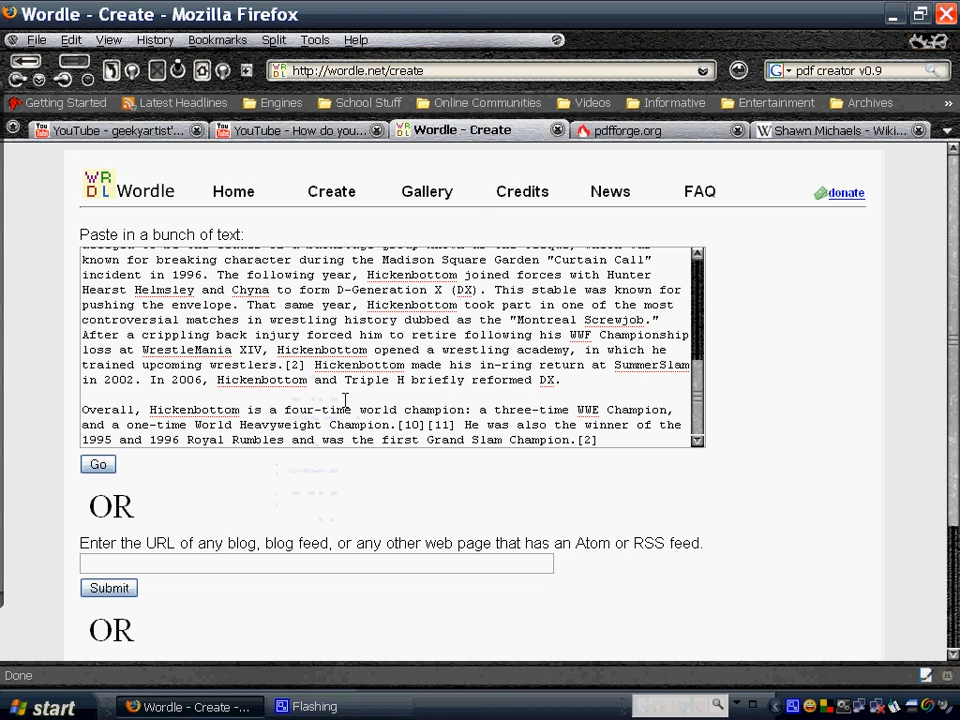 Wordle - Create - Mozilla Firefox
File Edit View History Bookmarks Split Tools Help
http://wordle.net/create
pdf creator v0.9
Getting Started Latest Headlines Engines School Stuff Online Communities Videos Informative Entertainment Archives »
YouTube - geekyartist'... YouTube - How do you... Wordle - Create pdfforge.org Shawn Michaels - Wiki...
WRDL Wordle Home Create Gallery Credits News FAQ donate
Paste in a bunch of text:
known for breaking character during the Madison Square Garden "Curtain Call"
incident in 1996. The following year, Hickenbottom joined forces with Hunter
Hearst Helmsley and Chyna to form D-Generation X (DX). This stable was known for
pushing the envelope. That same year, Hickenbottom took part in one of the most
controversial matches in wrestling history dubbed as the "Montreal Screwjob."
After a crippling back injury forced him to retire following his WWF Championship
loss at WrestleMania XIV, Hickenbottom opened a wrestling academy, in which he
trained upcoming wrestlers.[2] Hickenbottom made his in-ring return at SummerSlam
in 2002. In 2006, Hickenbottom and Triple H briefly reformed DX.
Overall, Hickenbottom is a four-time world champion: a three-time WWE Champion,
and a one-time World Heavyweight Champion.[10][11] He was also the winner of the
1995 and 1996 Royal Rumbles and was the first Grand Slam Champion.[2]
Go
OR
Enter the URL of any blog, blog feed, or any other web page that has an Atom or RSS feed.
Submit
OR
Done
start Wordle - Create -... Flashing